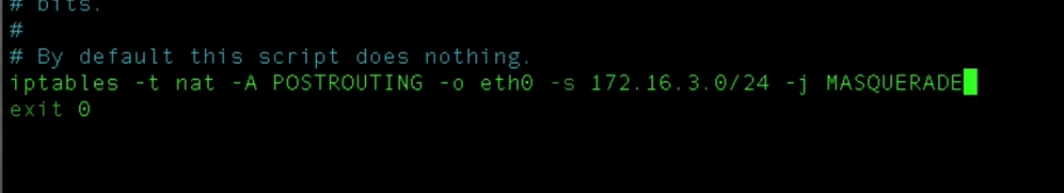 # bits.
#
# By default this script does nothing.
iptables -t nat -A POSTROUTING -o eth0 -s 172.16.3.0/24 -j MASQUERADE
exit 0